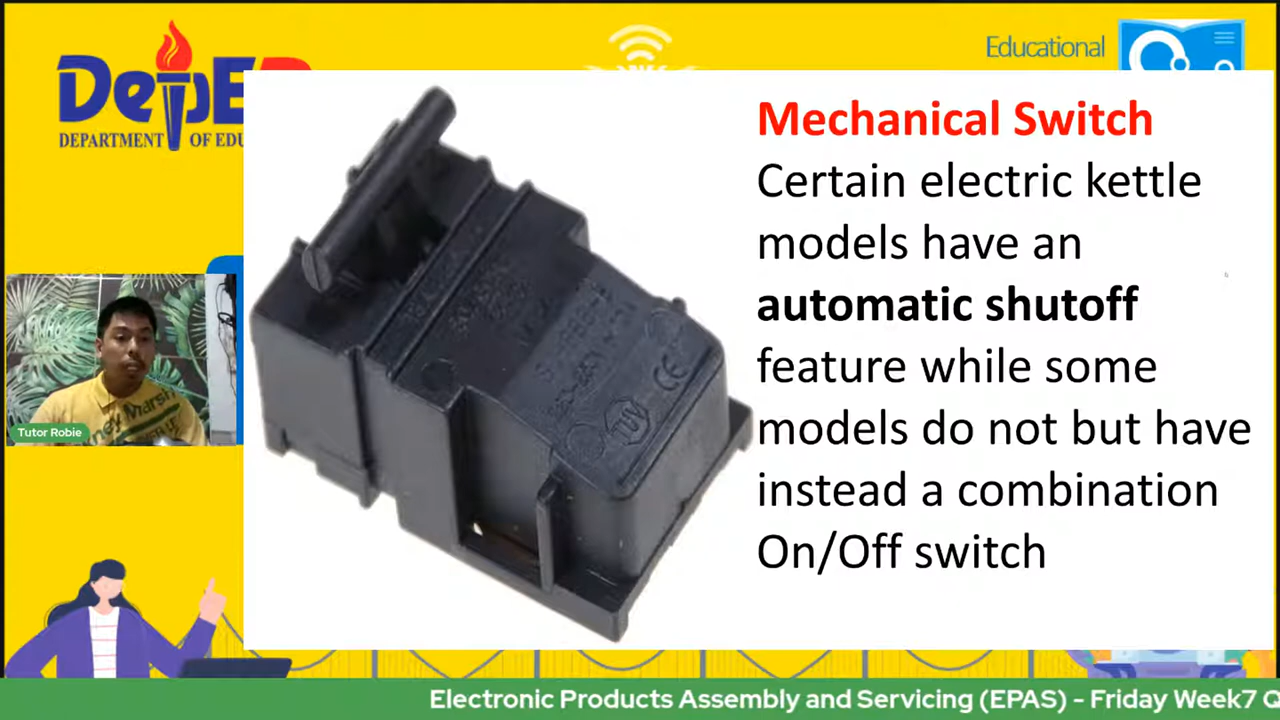 DepED
DEPARTMENT OF EDU
Educational
Mechanical Switch
Certain electric kettle
models have an
automatic shutoff
feature while some
models do not but have
instead a combination
On/Off switch
CE
Tutor Robie
Electronic Products Assembly and Servicing (EPAS) - Friday Week7 Q